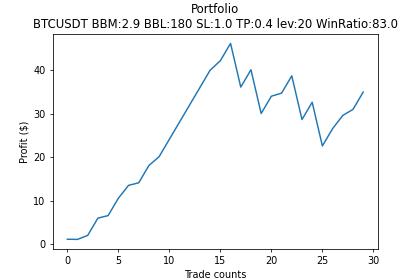 Portfolio
BTCUSDT BBM:2.9 BBL:180 SL:1.0 TP:0.4 lev:20 WinRatio:83.0
40
30
20
10
0
Profit ($)
0 5 10 15 20 25 30
Trade counts